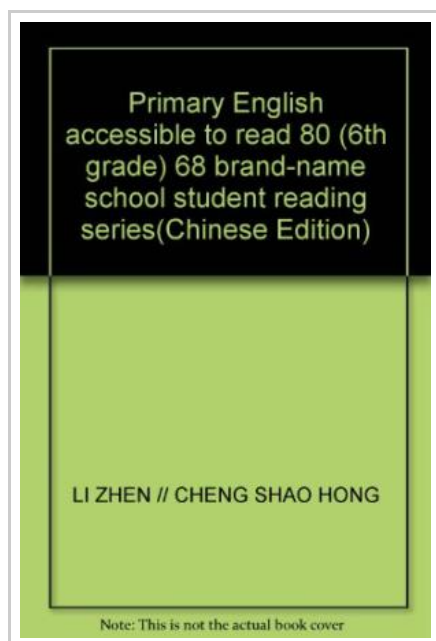 Primary English
accessible to read 80 (6th
grade) 68 brand-name
school student reading
series(Chinese Edition)
LI ZHEN // CHENG SHAO HONG
Note: This is not the actual book cover